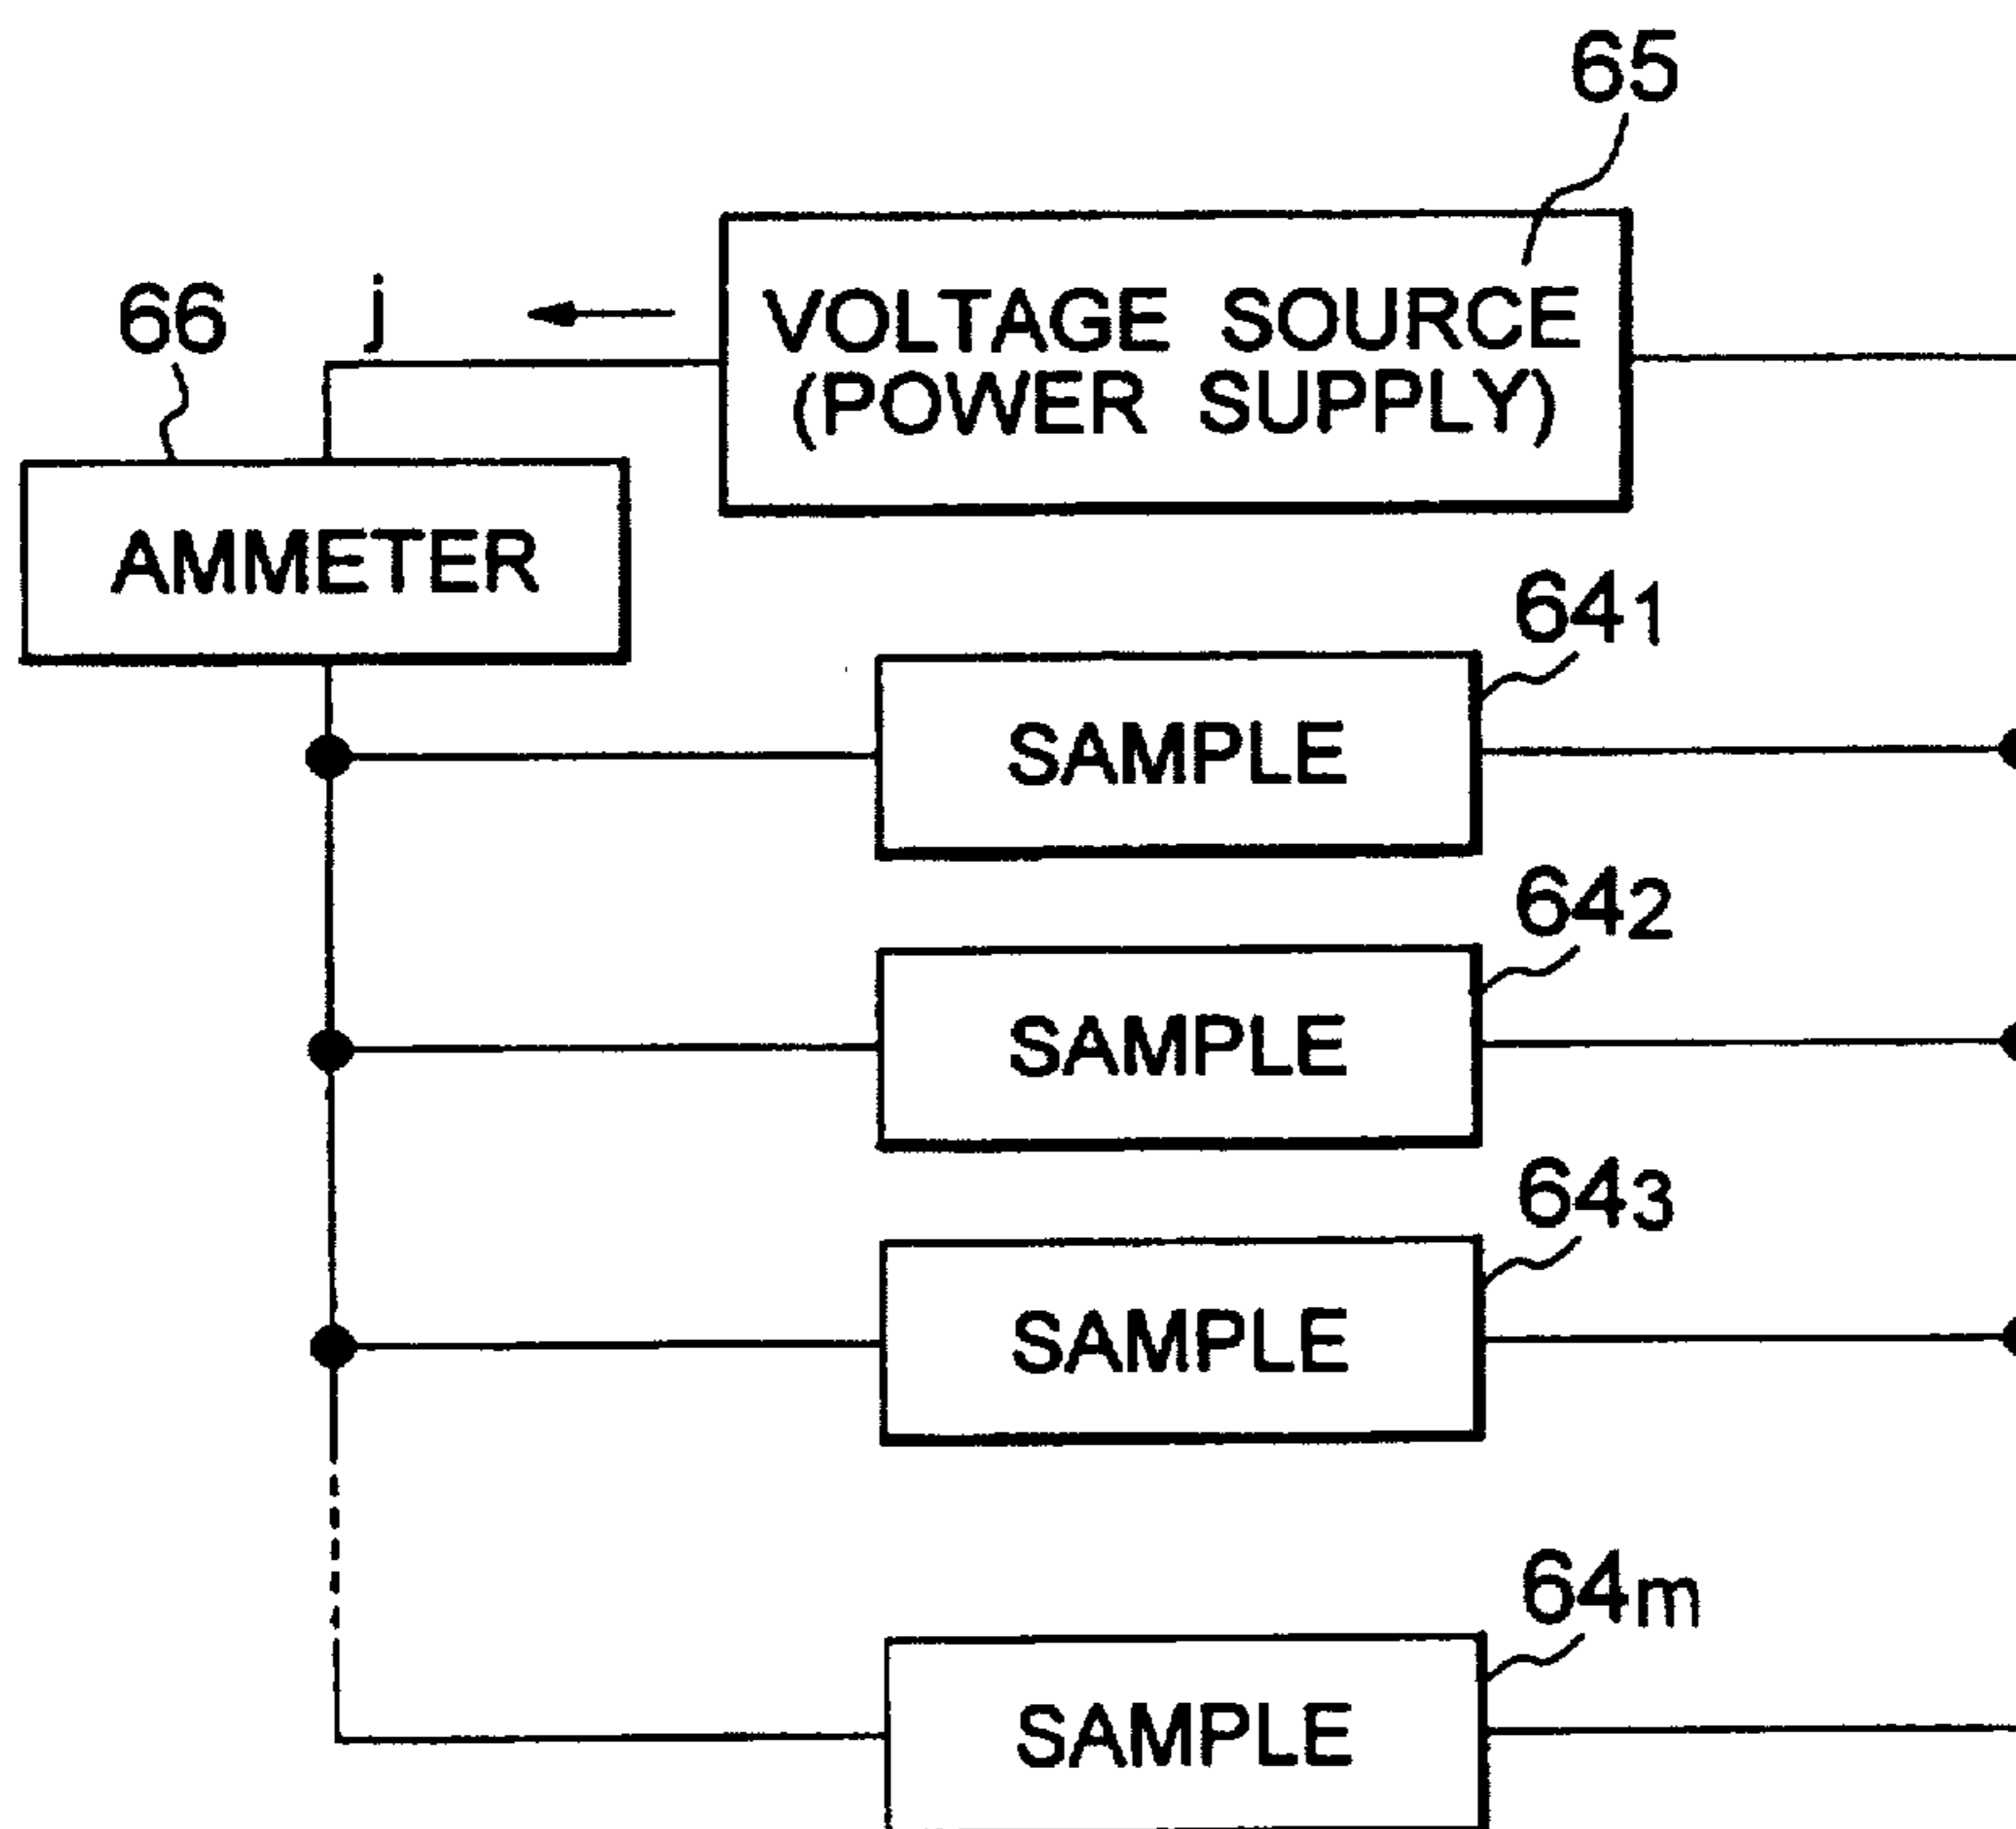 65
66
j
VOLTAGE SOURCE
(POWER SUPPLY)
AMMETER
641
SAMPLE
642
SAMPLE
643
SAMPLE
64m
SAMPLE